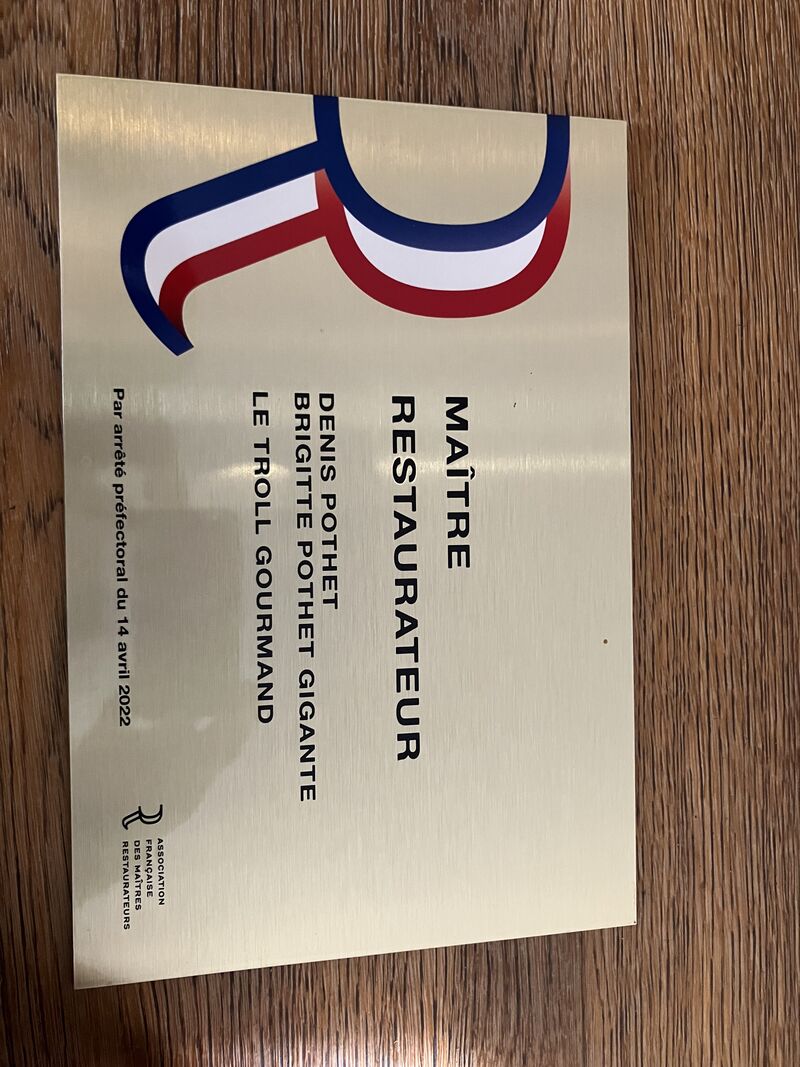 MAÎTRE
RESTAURATEUR
DENIS POTHET
BRIGITTE POTHET GIGANTE
LE TROLL GOURMAND
Par arrêté préfectoral du 14 avril 2022
ASSOCIATION
FRANÇAISE
DES MAÎTRES
RESTAURATEURS